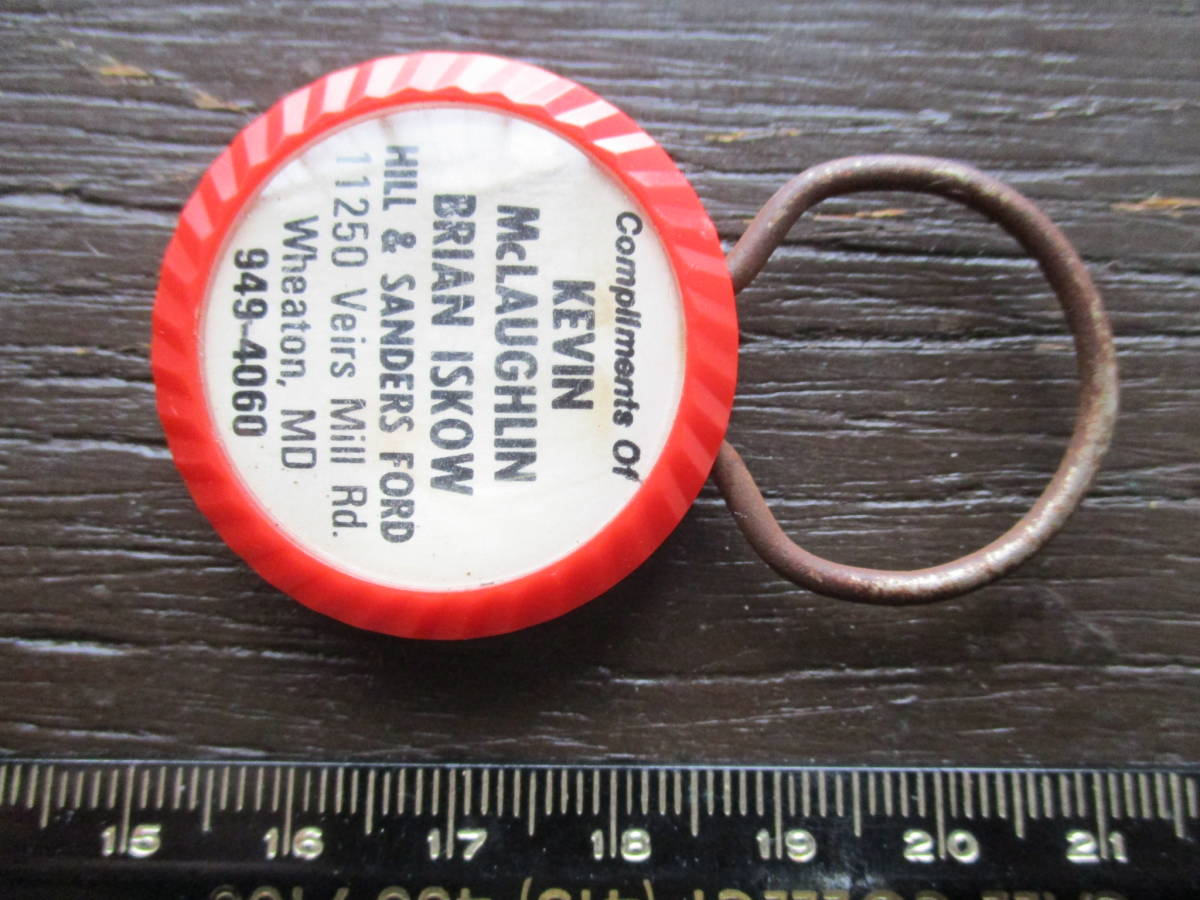 Compliments Of
KEVIN
McLAUGHLIN
BRIAN ISKOW
HILL & SANDERS FORD
11250 Veirs Mill Rd.
Wheaton, MD
949-4060
15 16 17 18 19 20 21